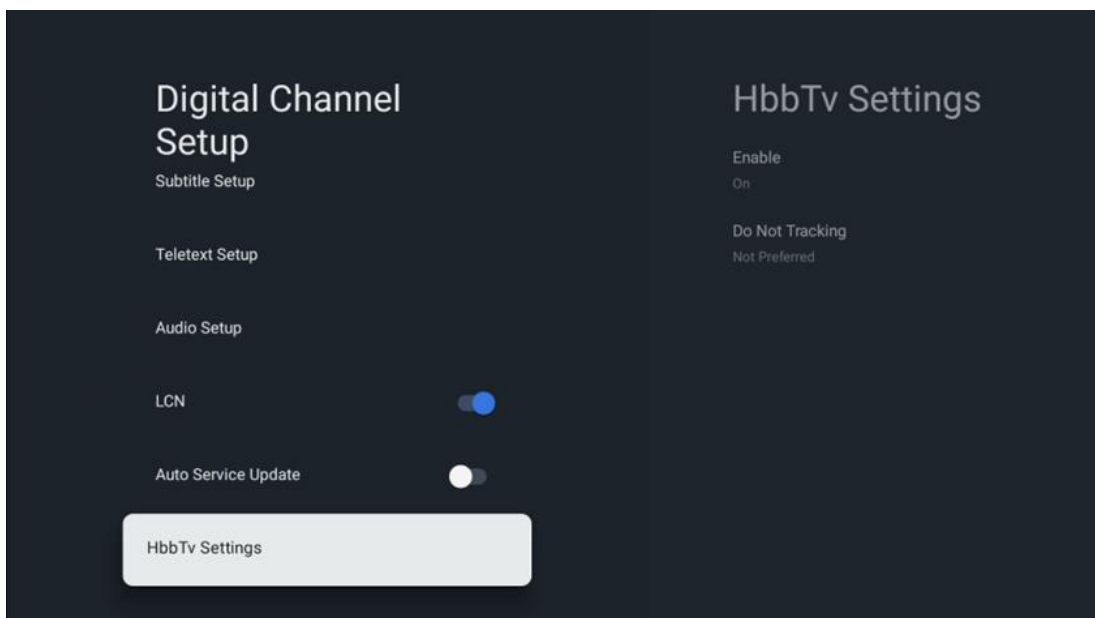 Digital Channel
Setup
Subtitle Setup
Teletext Setup
Audio Setup
LCN
Auto Service Update
HbbTv Settings
HbbTv Settings
Enable
On
Do Not Tracking
Not Preferred